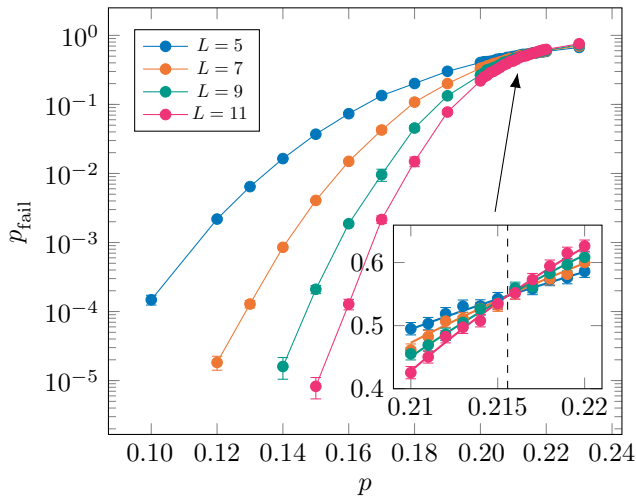 10^0
10^{-1}
10^{-2}
10^{-3}
10^{-4}
10^{-5}
p_fail
L = 5
L = 7
L = 9
L = 11
0.6
0.5
0.4
0.21 0.215 0.22
0.10 0.12 0.14 0.16 0.18 0.20 0.22 0.24
p